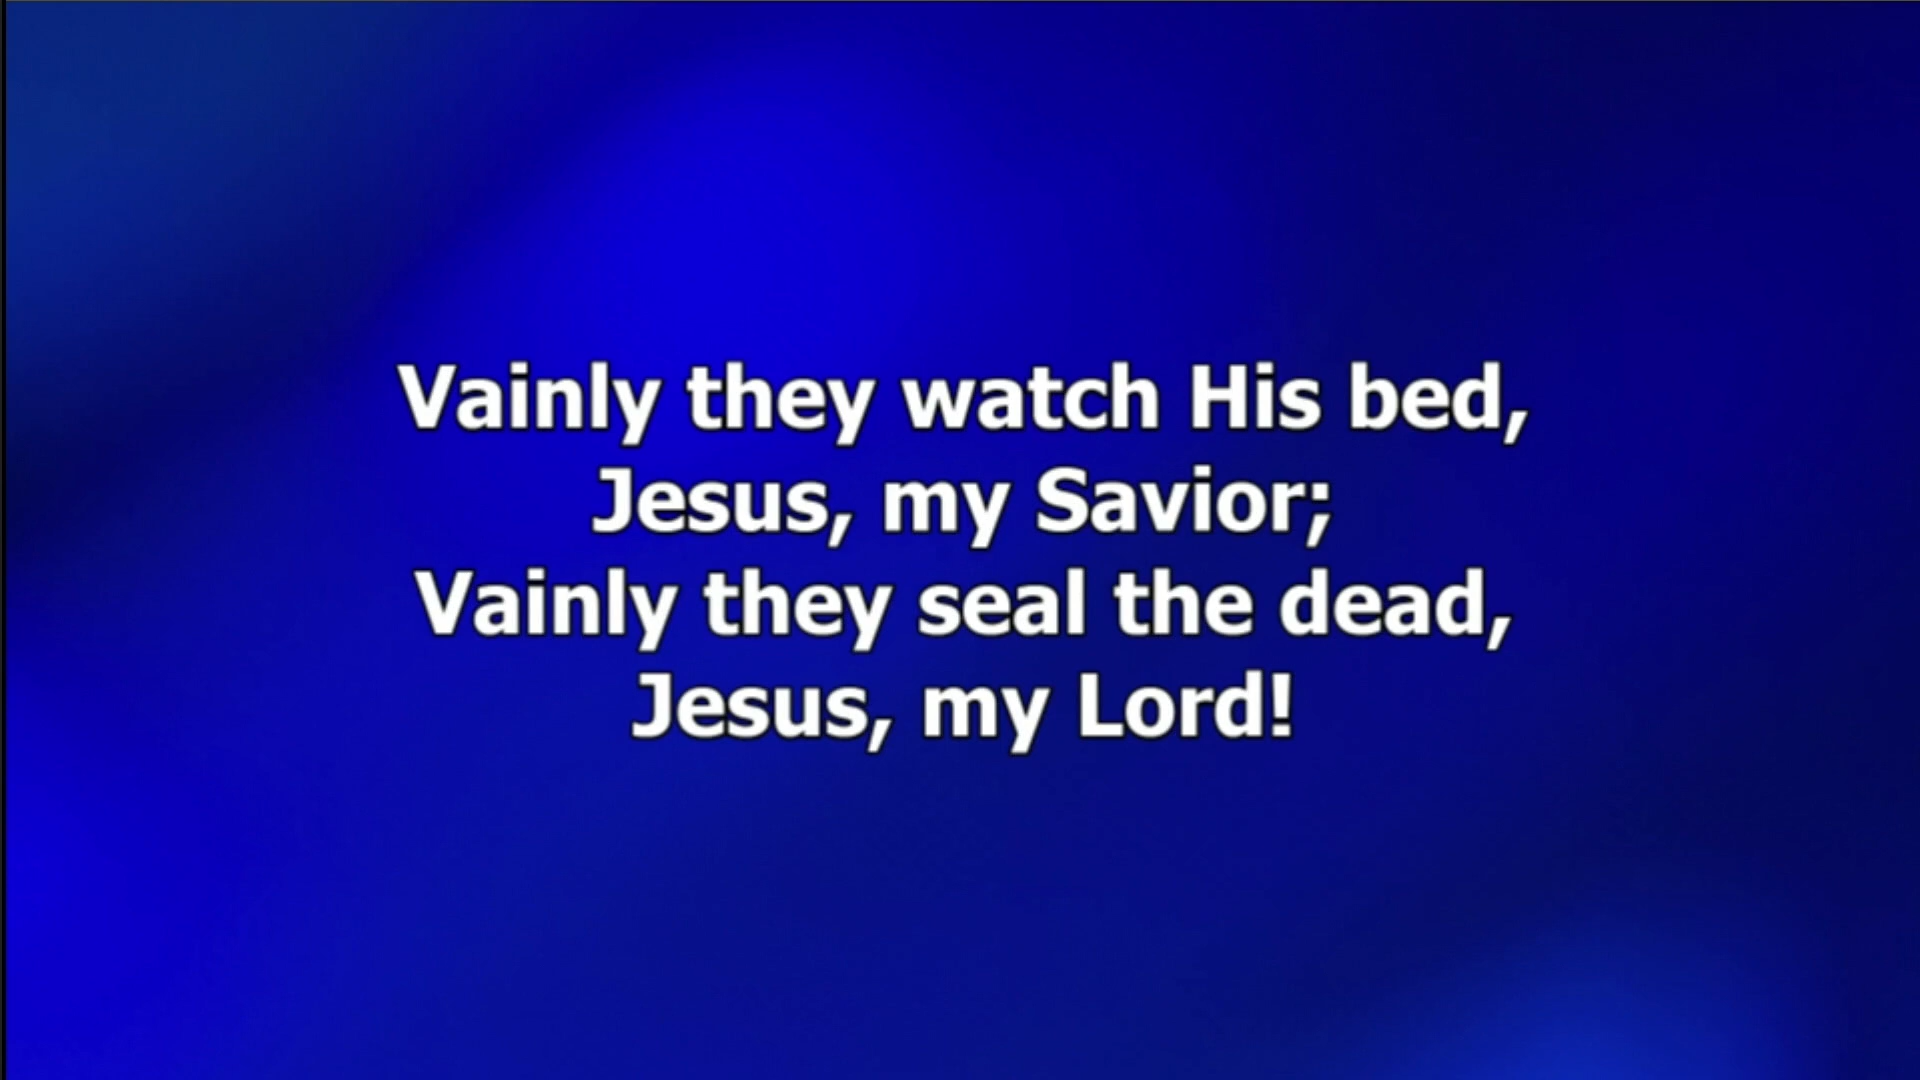 Vainly they watch His bed,
Jesus, my Savior;
Vainly they seal the dead,
Jesus, my Lord!